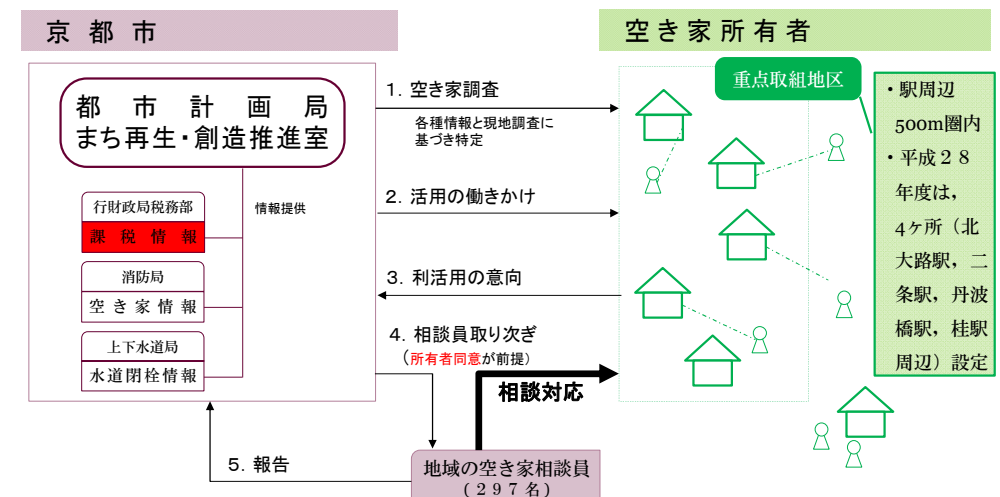 京都市
空き家所有者
都市計画局
まち再生・創造推進室
行財政局税務部
課税情報
消防局
空き家情報
上下水道局
水道閉栓情報
情報提供
1．空き家調査
各種情報と現地調査に
基づき特定
2．活用の働きかけ
3．利活用の意向
4．相談員取り次ぎ
（所有者同意が前提）
相談対応
5．報告
地域の空き家相談員
（２９７名）
重点取組地区
・駅周辺
500m圏内
・平成２８
年度は，
4ヶ所（北
大路駅，二
条駅，丹波
橋駅，桂駅
周辺）設定